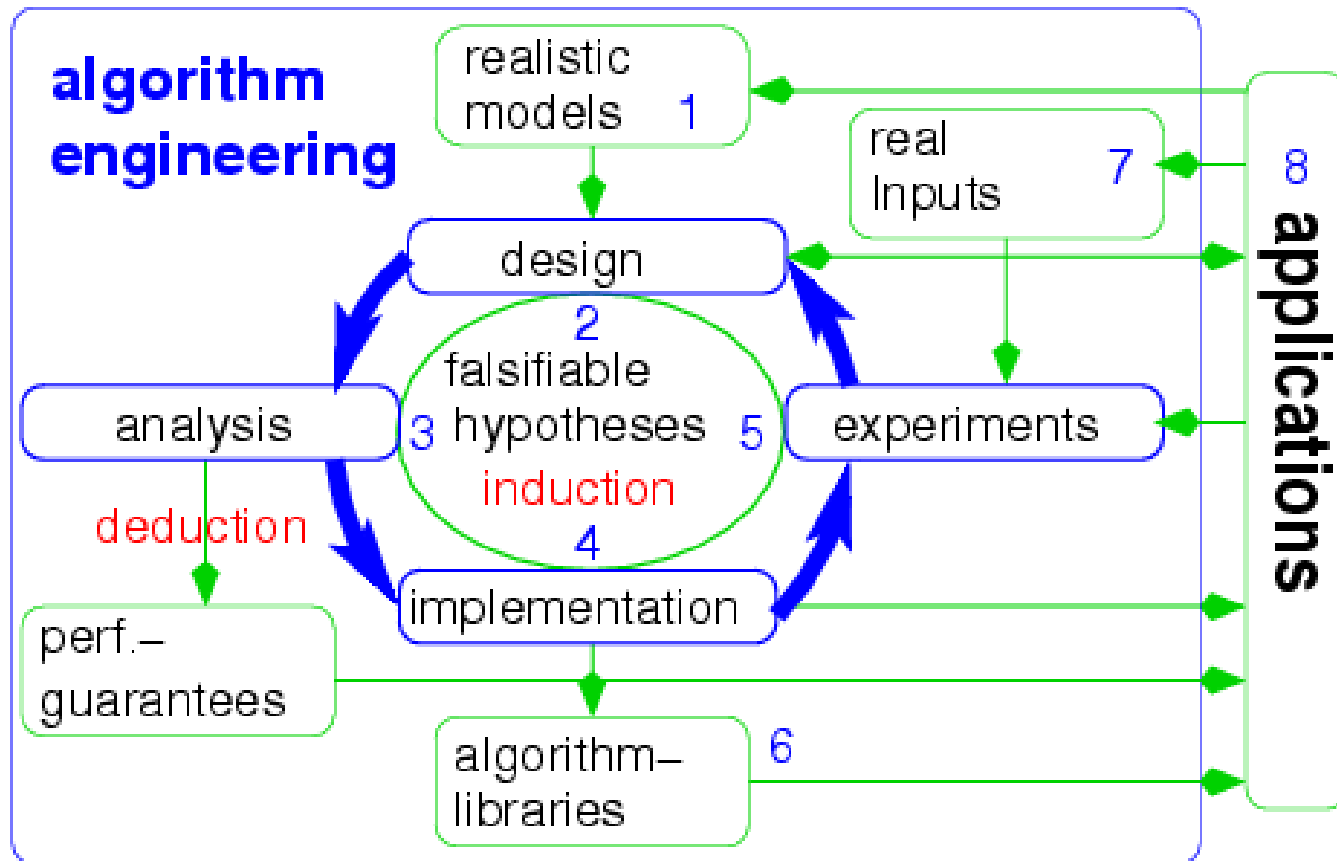 algorithm
engineering
realistic
models 1
real
Inputs 7
8 applications
design
2
falsifiable
hypotheses
induction
3
5
4
analysis
experiments
deduction
implementation
perf.–
guarantees
algorithm–
libraries
6